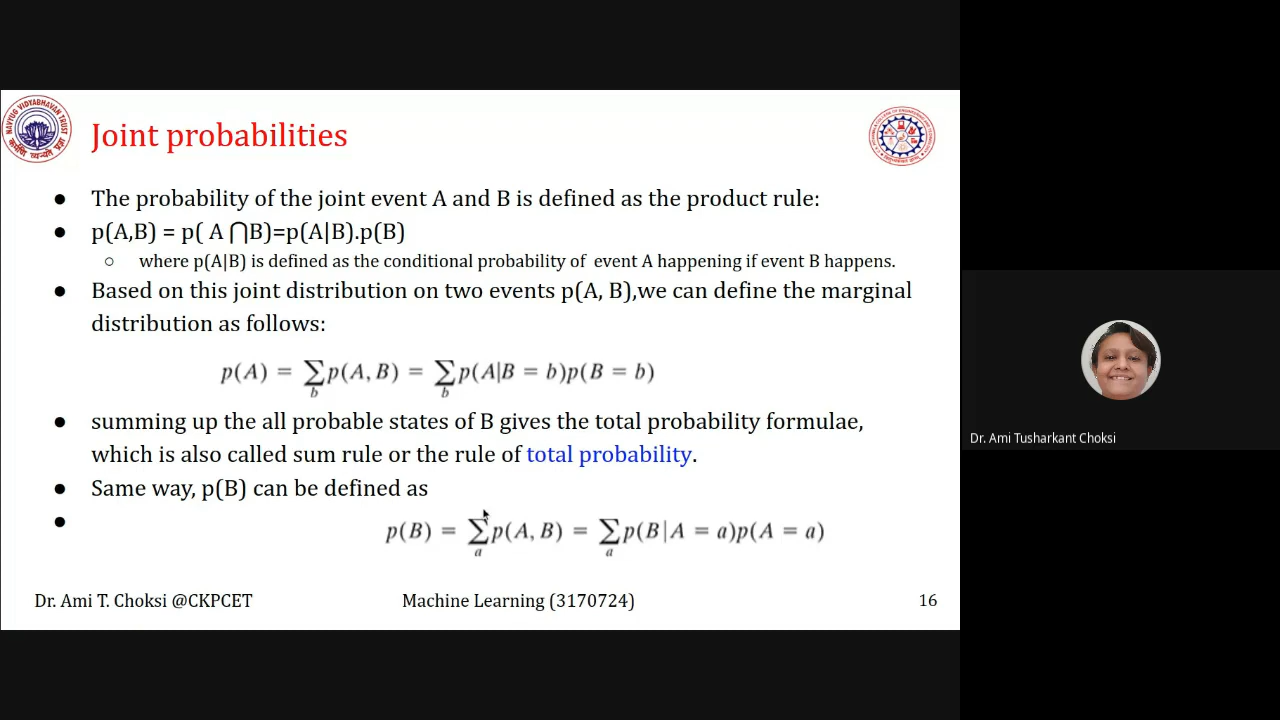 Joint probabilities
● The probability of the joint event A and B is defined as the product rule:
● p(A,B) = p( A ⋂B)=p(A|B).p(B)
○ where p(A|B) is defined as the conditional probability of event A happening if event B happens.
● Based on this joint distribution on two events p(A, B),we can define the marginal
distribution as follows:
p(A) = ∑_b p(A, B) = ∑_b p(A|B = b)p(B = b)
● summing up the all probable states of B gives the total probability formulae,
which is also called sum rule or the rule of total probability.
● Same way, p(B) can be defined as
● p(B) = ∑_a p(A, B) = ∑_a p(B|A = a)p(A = a)
Dr. Ami T. Choksi @CKPCET Machine Learning (3170724) 16
NAVYUG VIDYABHAVAN TRUST
Dr. Ami Tusharkant Choksi